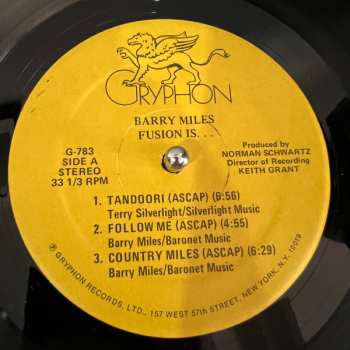 GRYPHON
BARRY MILES
FUSION IS. . .
G-783
SIDE A
STEREO
33 1/3 RPM
Produced by
NORMAN SCHWARTZ
Director of Recording
KEITH GRANT
1. TANDOORI (ASCAP) (6:56)
Terry Silverlight/Silverlight Music
2. FOLLOW ME (ASCAP) (4:55)
Barry Miles/Baronet Music
3. COUNTRY MILES (ASCAP) (6:29)
Barry Miles/Baronet Music
Ⓟ GRYPHON RECORDS, LTD., 157 WEST 57th STREET, NEW YORK, N.Y. 10019